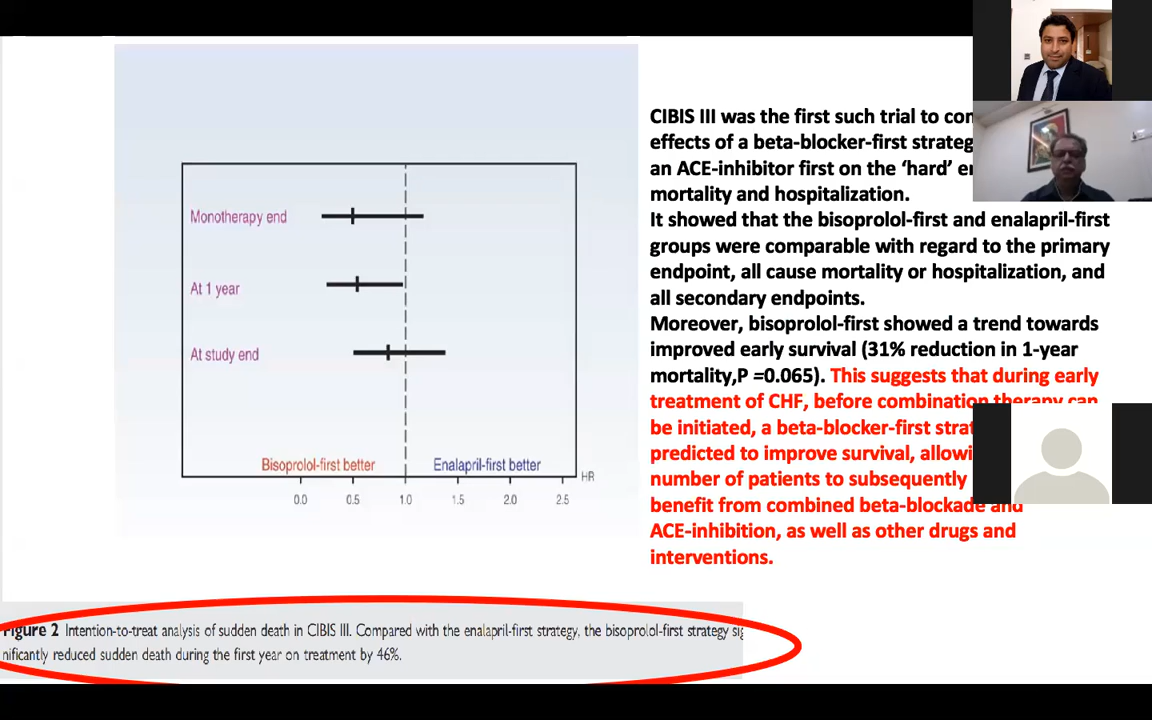 Monotherapy end
At 1 year
At study end
Bisoprolol-first better
Enalapril-first better
HR
0.0 0.5 1.0 1.5 2.0 2.5
CIBIS III was the first such trial to
effects of a beta-blocker-first
an ACE-inhibitor first on the ‘hard’
mortality and hospitalization.
It showed that the bisoprolol-first and enalapril-first
groups were comparable with regard to the primary
endpoint, all cause mortality or hospitalization, and
all secondary endpoints.
Moreover, bisoprolol-first showed a trend towards
improved early survival (31% reduction in 1-year
mortality,P =0.065). This suggests that during early
treatment of CHF, before combination therapy can
be initiated, a beta-blocker-first
predicted to improve survival,
number of patients to subsequently
benefit from combined beta-blockade and
ACE-inhibition, as well as other drugs and
interventions.
Figure 2 Intention-to-treat analysis of sudden death in CIBIS III. Compared with the enalapril-first strategy, the bisoprolol-first strategy sig
nificantly reduced sudden death during the first year on treatment by 46%.